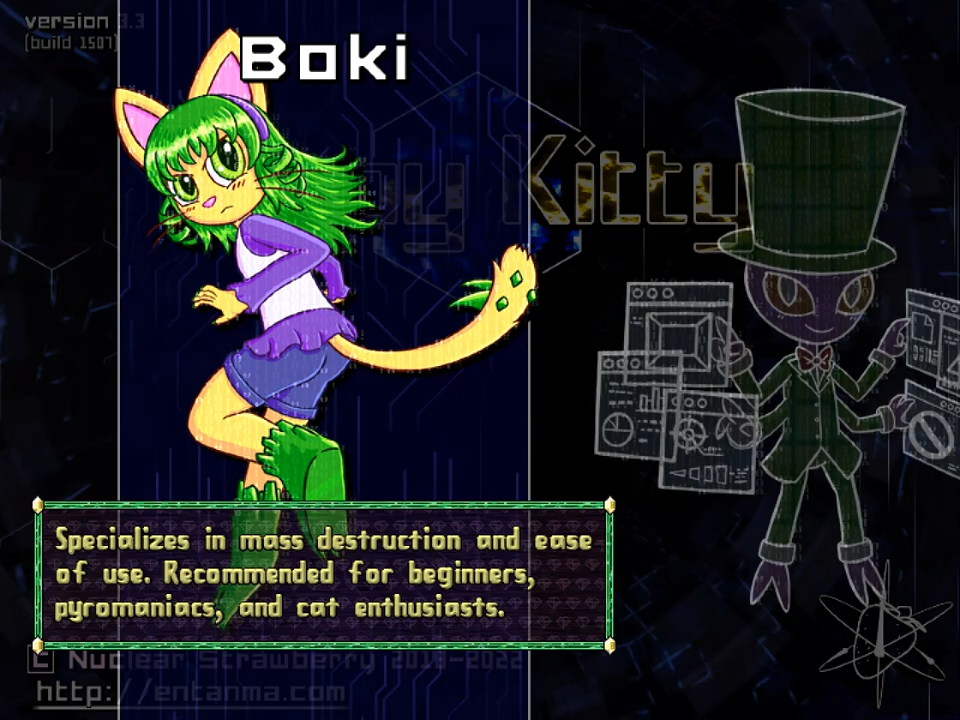 version 3.3
(build 1507)
Boki
Kitty
Specializes in mass destruction and ease
of use. Recommended for beginners,
pyromaniacs, and cat enthusiasts.
Nuclear Strawberry 2018-2022
http://entanma.com